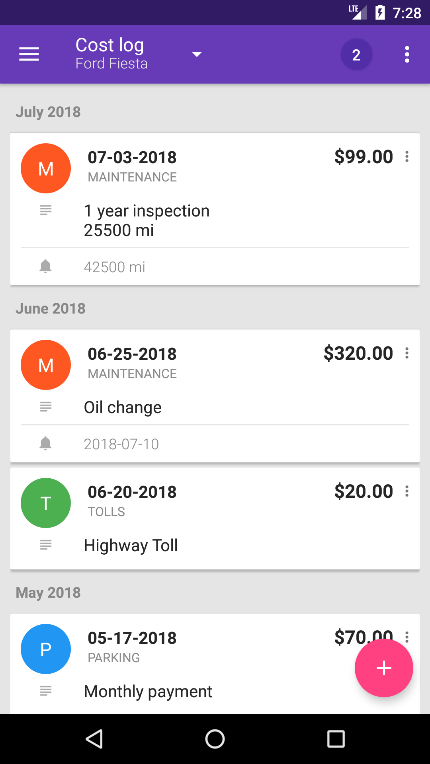 LTE 7:28
Cost log
Ford Fiesta
2
July 2018
M
07-03-2018
$99.00
MAINTENANCE
1 year inspection
25500 mi
42500 mi
June 2018
M
06-25-2018
$320.00
MAINTENANCE
Oil change
2018-07-10
T
06-20-2018
$20.00
TOLLS
Highway Toll
May 2018
P
05-17-2018
$70.00
PARKING
Monthly payment